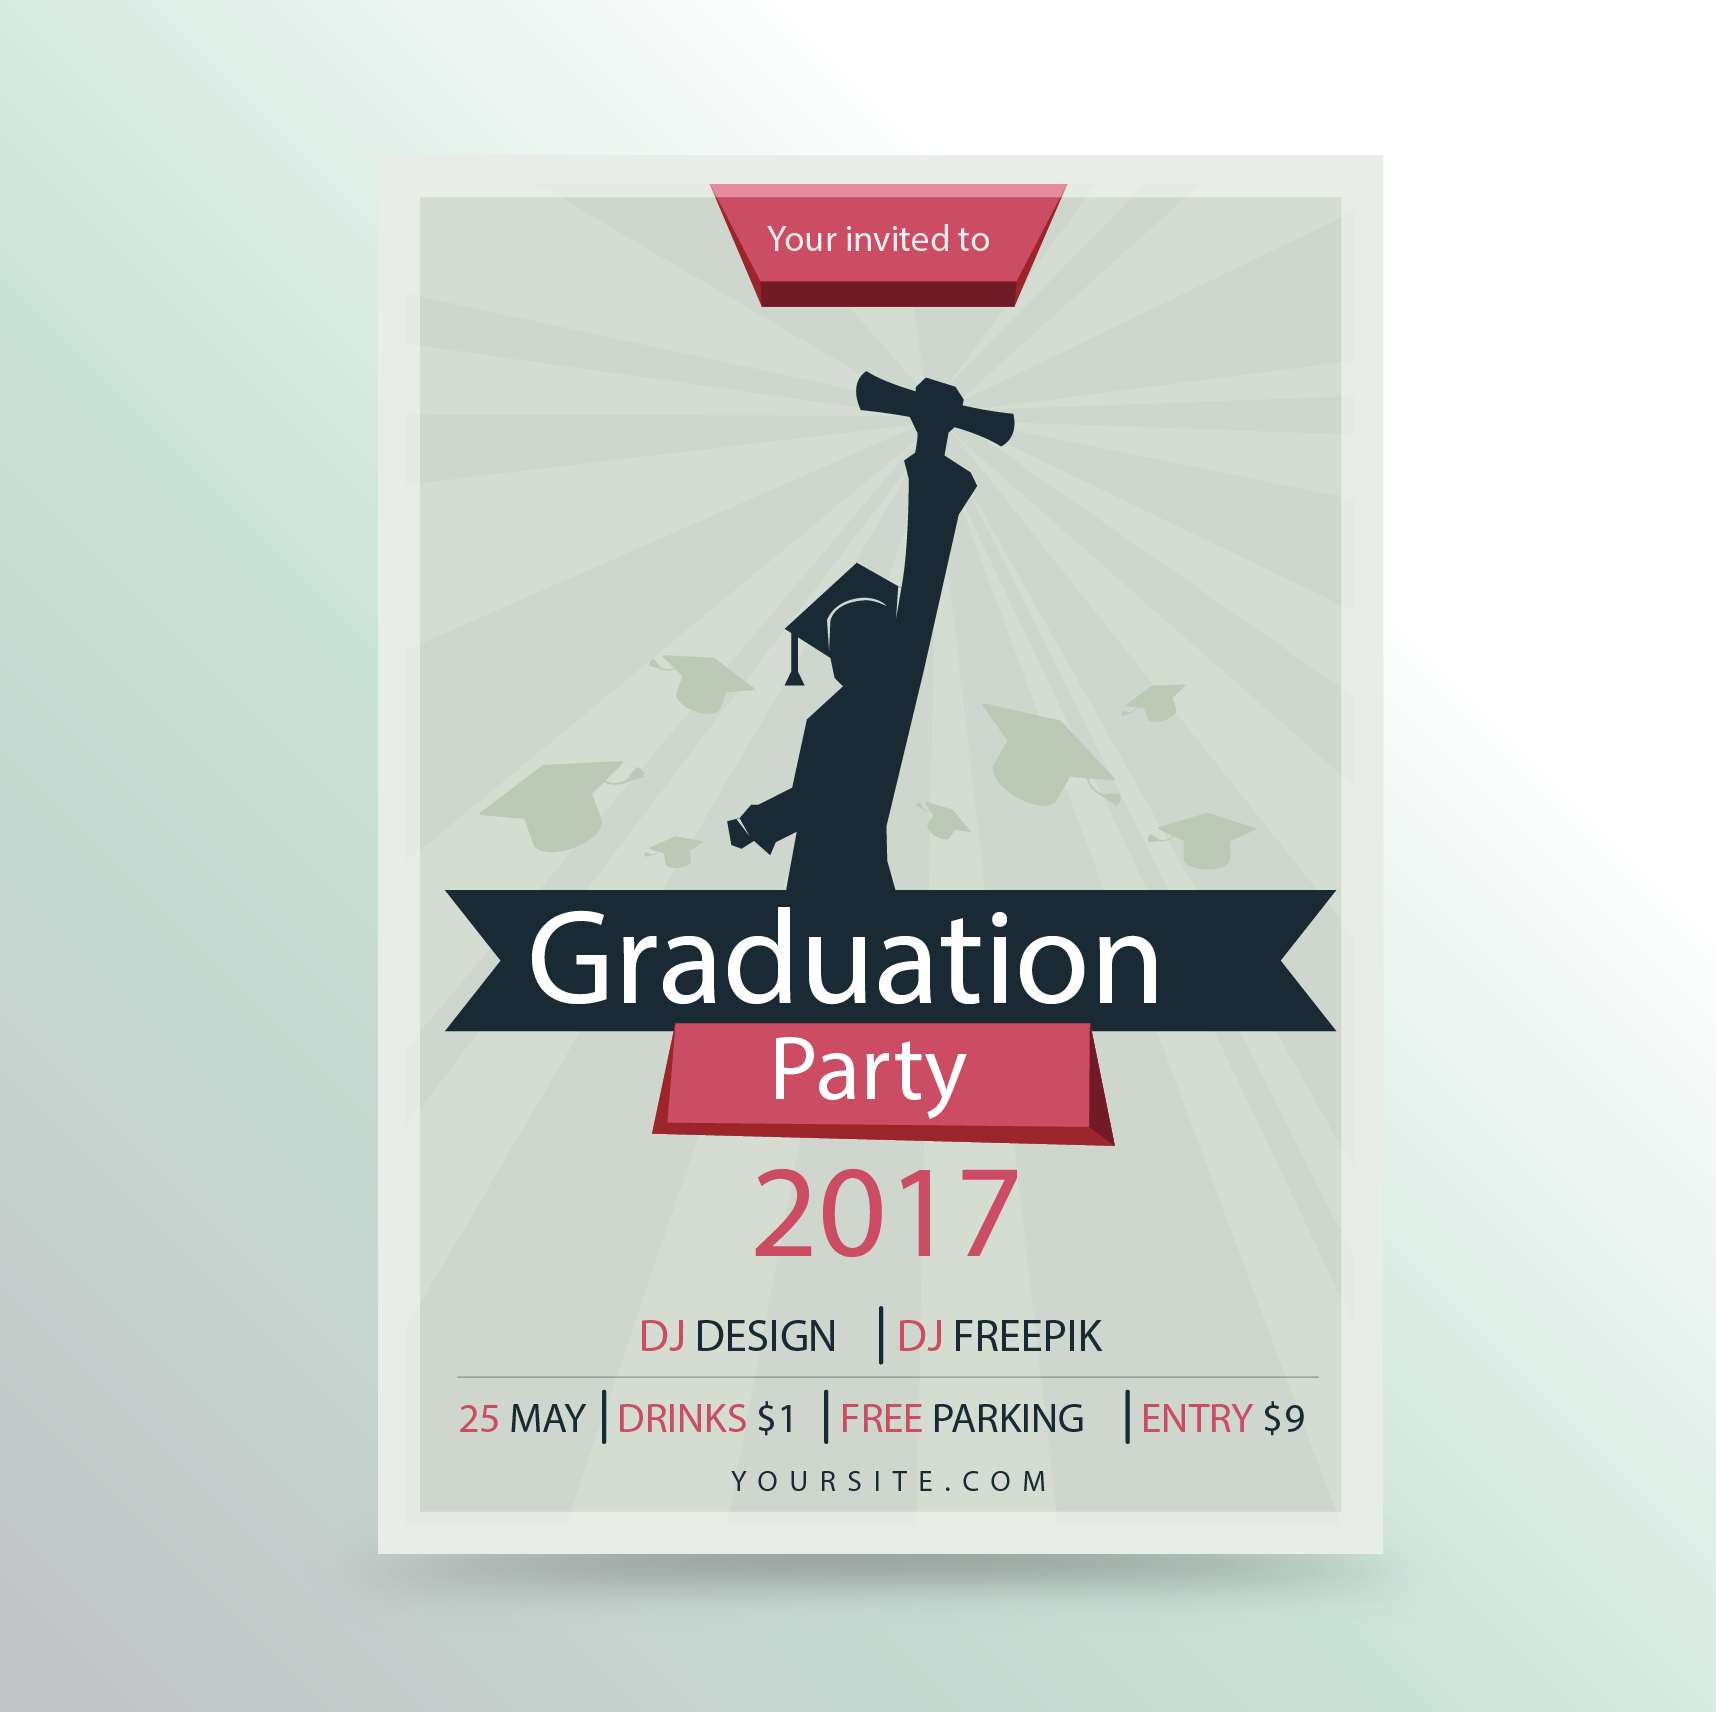 Your invited to
Graduation
Party
2017
DJ DESIGN | DJ FREEPIK
25 MAY | DRINKS $1 | FREE PARKING | ENTRY $9
YOURSITE.COM